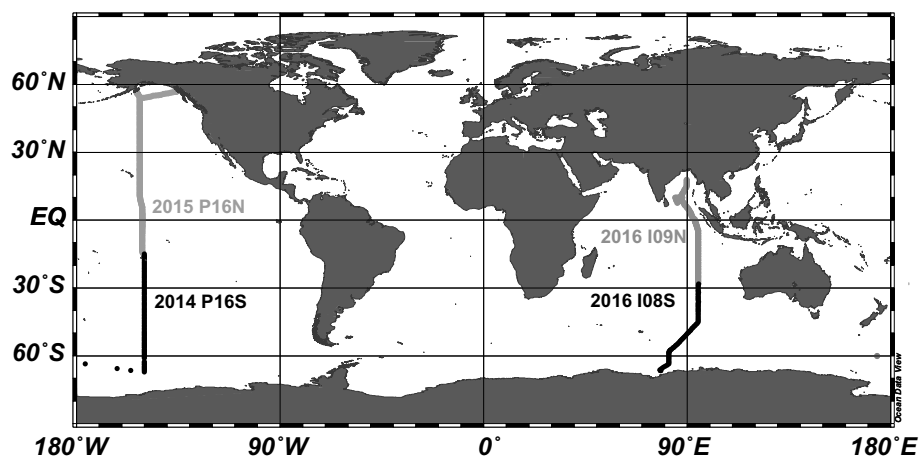 60˚N
30˚N
2015 P16N
EQ
2016 I09N
30˚S
2014 P16S
2016 I08S
60˚S
Ocean Data View
180˚W
90˚W
0˚
90˚E
180˚E